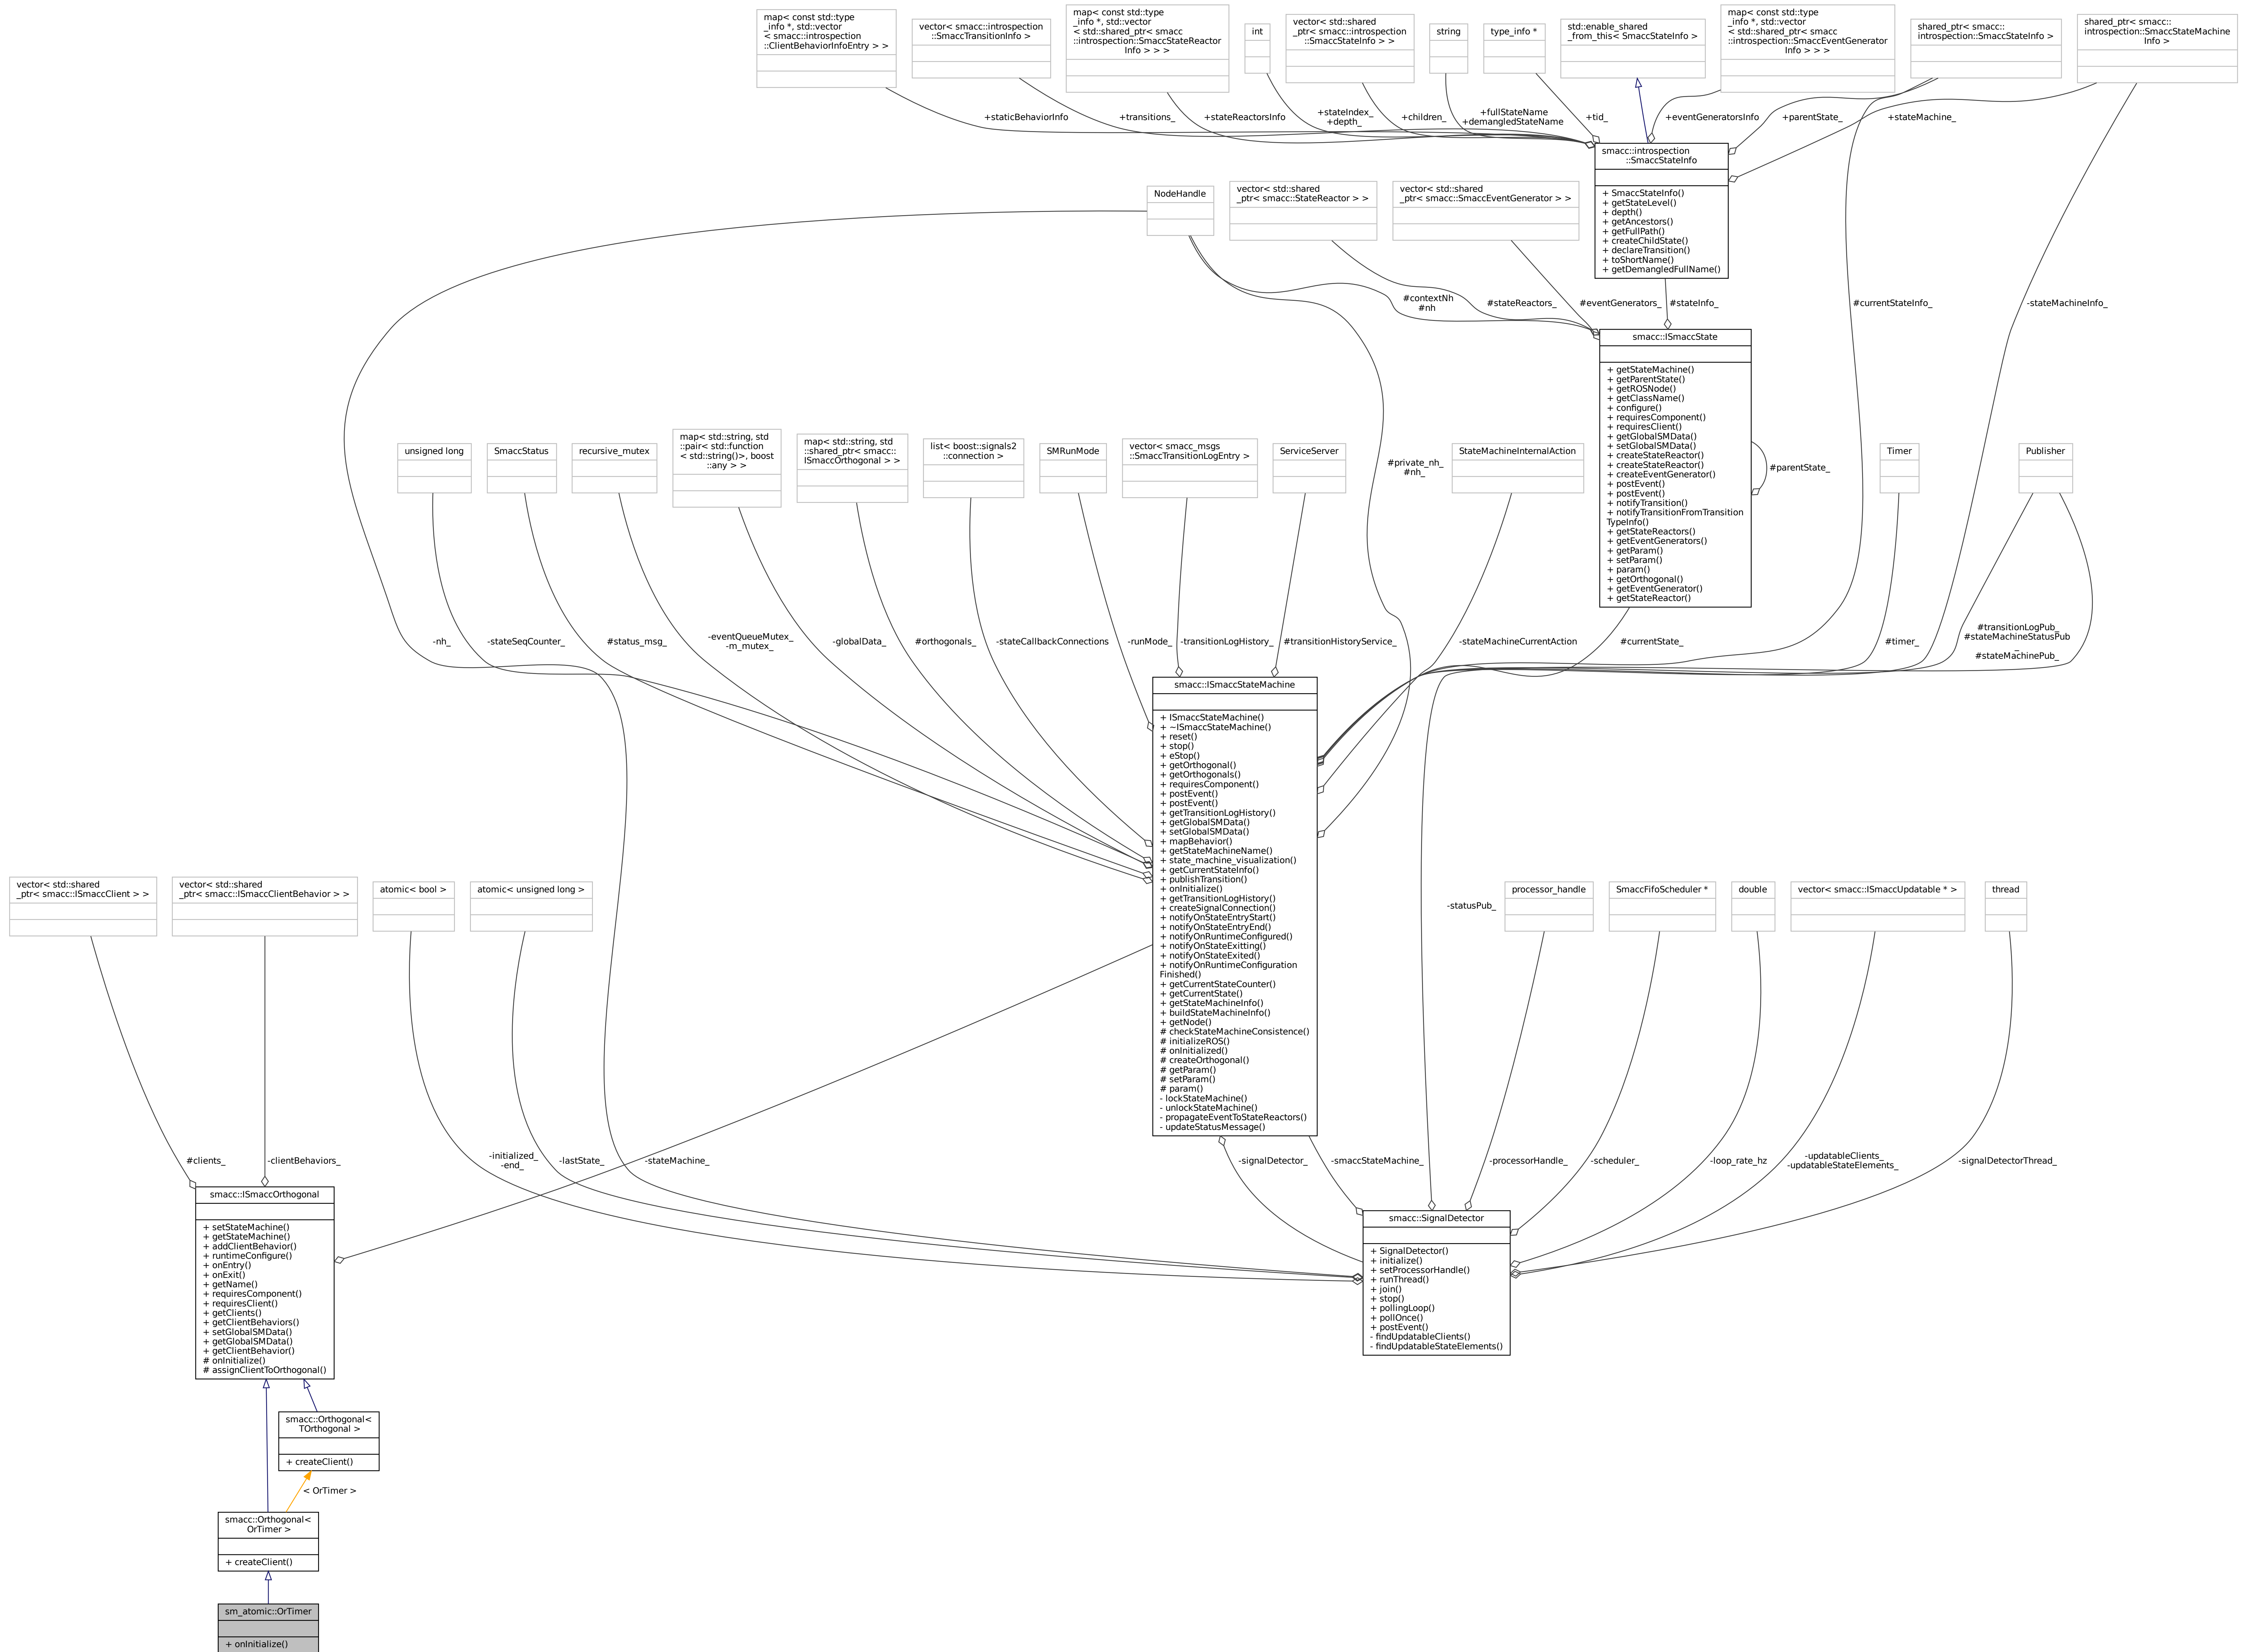 map< const std::type
_info *, std::vector
< smacc::introspection
::ClientBehaviorInfoEntry > >
vector< smacc::introspection
::SmaccTransitionInfo >
map< const std::type
_info *, std::vector
< std::shared_ptr< smacc
::introspection::SmaccStateReactor
Info > > >
int
vector< std::shared
_ptr< smacc::introspection
::SmaccStateInfo > >
string
type_info *
std::enable_shared
_from_this< SmaccStateInfo >
map< const std::type
_info *, std::vector
< std::shared_ptr< smacc
::introspection::SmaccEventGenerator
Info > > >
shared_ptr< smacc::
introspection::SmaccStateInfo >
shared_ptr< smacc::
introspection::SmaccStateMachine
Info >
+staticBehaviorInfo
+transitions_
+stateReactorsInfo
+stateIndex_
+depth_
+children_
+fullStateName
+demangledStateName
+tid_
+eventGeneratorsInfo
+parentState_
+stateMachine_
smacc::introspection
::SmaccStateInfo
+ SmaccStateInfo()
+ getStateLevel()
+ depth()
+ getAncestors()
+ getFullPath()
+ createChildState()
+ declareTransition()
+ toShortName()
+ getDemangledFullName()
NodeHandle
vector< std::shared
_ptr< smacc::StateReactor > >
vector< std::shared
_ptr< smacc::SmaccEventGenerator > >
#contextNh
#nh
#stateReactors_
#eventGenerators_
#stateInfo_
#currentStateInfo_
-stateMachineInfo_
smacc::ISmaccState
+ getStateMachine()
+ getParentState()
+ getROSNode()
+ getClassName()
+ configure()
+ requiresComponent()
+ requiresClient()
+ getGlobalSMData()
+ setGlobalSMData()
+ createStateReactor()
+ createStateReactor()
+ createEventGenerator()
+ postEvent()
+ postEvent()
+ notifyTransition()
+ notifyTransitionFromTransition
TypeInfo()
+ getStateReactors()
+ getEventGenerators()
+ getParam()
+ setParam()
+ param()
+ getOrthogonal()
+ getEventGenerator()
+ getStateReactor()
#parentState_
unsigned long
SmaccStatus
recursive_mutex
map< std::string, std
::pair< std::function
< std::string()>, boost
::any > >
map< std::string, std
::shared_ptr< smacc::
ISmaccOrthogonal > >
list< boost::signals2
::connection >
SMRunMode
vector< smacc_msgs
::SmaccTransitionLogEntry >
ServiceServer
#private_nh_
#nh_
StateMachineInternalAction
Timer
Publisher
-nh_
-stateSeqCounter_
#status_msg_
-eventQueueMutex_
-m_mutex_
-globalData_
#orthogonals_
-stateCallbackConnections
-runMode_
-transitionLogHistory_
#transitionHistoryService_
-stateMachineCurrentAction
#currentState_
#timer_
#transitionLogPub_
#stateMachineStatusPub
_
#stateMachinePub_
smacc::ISmaccStateMachine
+ ISmaccStateMachine()
+ ~ISmaccStateMachine()
+ reset()
+ stop()
+ eStop()
+ getOrthogonal()
+ getOrthogonals()
+ requiresComponent()
+ postEvent()
+ postEvent()
+ getTransitionLogHistory()
+ getGlobalSMData()
+ setGlobalSMData()
+ mapBehavior()
+ getStateMachineName()
+ state_machine_visualization()
+ getCurrentStateInfo()
+ publishTransition()
+ onInitialize()
+ getTransitionLogHistory()
+ createSignalConnection()
+ notifyOnStateEntryStart()
+ notifyOnStateEntryEnd()
+ notifyOnRuntimeConfigured()
+ notifyOnStateExitting()
+ notifyOnStateExited()
+ notifyOnRuntimeConfiguration
Finished()
+ getCurrentStateCounter()
+ getCurrentState()
+ getStateMachineInfo()
+ buildStateMachineInfo()
+ getNode()
# checkStateMachineConsistence()
# initializeROS()
# onInitialized()
# createOrthogonal()
# getParam()
# setParam()
# param()
- lockStateMachine()
- unlockStateMachine()
- propagateEventToStateReactors()
- updateStatusMessage()
vector< std::shared
_ptr< smacc::ISmaccClient > >
vector< std::shared
_ptr< smacc::ISmaccClientBehavior > >
atomic< bool >
atomic< unsigned long >
-statusPub_
processor_handle
SmaccFifoScheduler *
double
vector< smacc::ISmaccUpdatable * >
thread
#clients_
-clientBehaviors_
-initialized_
-end_
-lastState_
-stateMachine_
-signalDetector_
-smaccStateMachine_
-processorHandle_
-scheduler_
-loop_rate_hz
-updatableClients_
-updatableStateElements_
-signalDetectorThread_
smacc::ISmaccOrthogonal
+ setStateMachine()
+ getStateMachine()
+ addClientBehavior()
+ runtimeConfigure()
+ onEntry()
+ onExit()
+ getName()
+ requiresComponent()
+ requiresClient()
+ getClients()
+ getClientBehaviors()
+ setGlobalSMData()
+ getGlobalSMData()
+ getClientBehavior()
# onInitialize()
# assignClientToOrthogonal()
smacc::SignalDetector
+ SignalDetector()
+ initialize()
+ setProcessorHandle()
+ runThread()
+ join()
+ stop()
+ pollingLoop()
+ pollOnce()
+ postEvent()
- findUpdatableClients()
- findUpdatableStateElements()
smacc::Orthogonal<
TOrthogonal >
+ createClient()
< OrTimer >
smacc::Orthogonal<
OrTimer >
+ createClient()
sm_atomic::OrTimer
+ onInitialize()